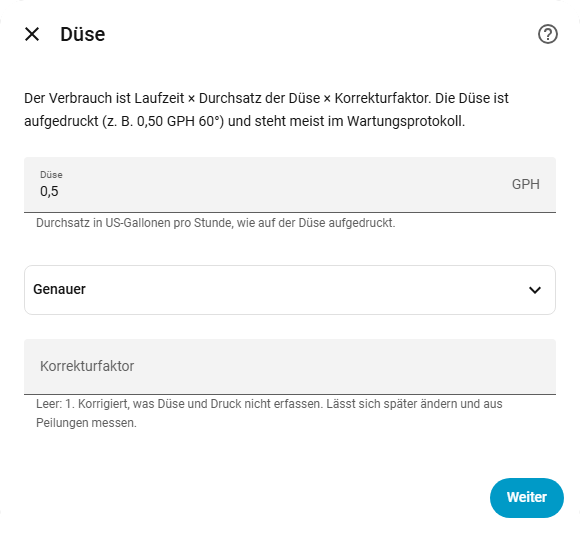 Düse
Der Verbrauch ist Laufzeit × Durchsatz der Düse × Korrekturfaktor. Die Düse ist
aufgedruckt (z. B. 0,50 GPH 60°) und steht meist im Wartungsprotokoll.
Düse
0,5
GPH
Durchsatz in US-Gallonen pro Stunde, wie auf der Düse aufgedruckt.
Genauer
Korrekturfaktor
Leer: 1. Korrigiert, was Düse und Druck nicht erfassen. Lässt sich später ändern und aus
Peilungen messen.
Weiter